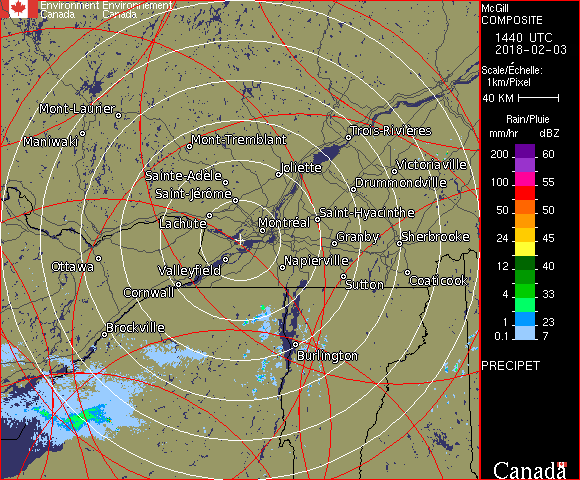 Environment Environnement
Canada Canada
McGill
COMPOSITE
1440 UTC
2018-02-03
Scale/Échelle:
1km/Pixel
40 KM
Rain/Pluie
mm/hr dBZ
200 60
100 55
50 50
24 45
12 40
4 33
1 23
0.1 7
PRECIPET
Mont-Laurier
Maniwaki
Mont-Tremblant
Trois-Rivières
Sainte-Adèle
Joliette
Victoriaville
Saint-Jérôme
Drummondville
Lachute
Montréal
Saint-Hyacinthe
Granby
Sherbrooke
Ottawa
Valleyfield
Napierville
Cornwall
Sutton
Coaticook
Brockville
Burlington
Canada